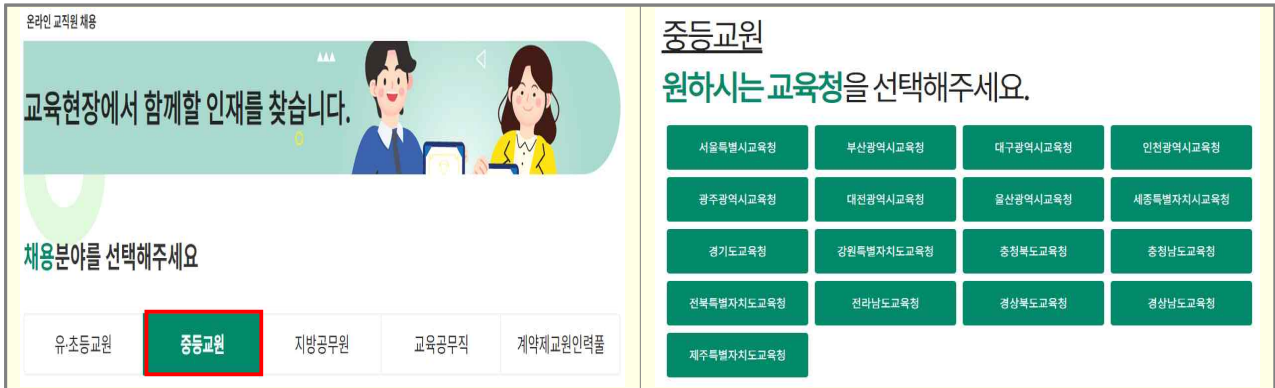 온라인 교직원 채용
교육현장에서 함께할 인재를 찾습니다.
채용분야를 선택해주세요
유·초등교원
중등교원
지방공무원
교육공무직
계약제교원인력풀
중등교원
원하시는 교육청을 선택해주세요.
서울특별시교육청
부산광역시교육청
대구광역시교육청
인천광역시교육청
광주광역시교육청
대전광역시교육청
울산광역시교육청
세종특별자치시교육청
경기도교육청
강원특별자치도교육청
충청북도교육청
충청남도교육청
전북특별자치도교육청
전라남도교육청
경상북도교육청
경상남도교육청
제주특별자치도교육청